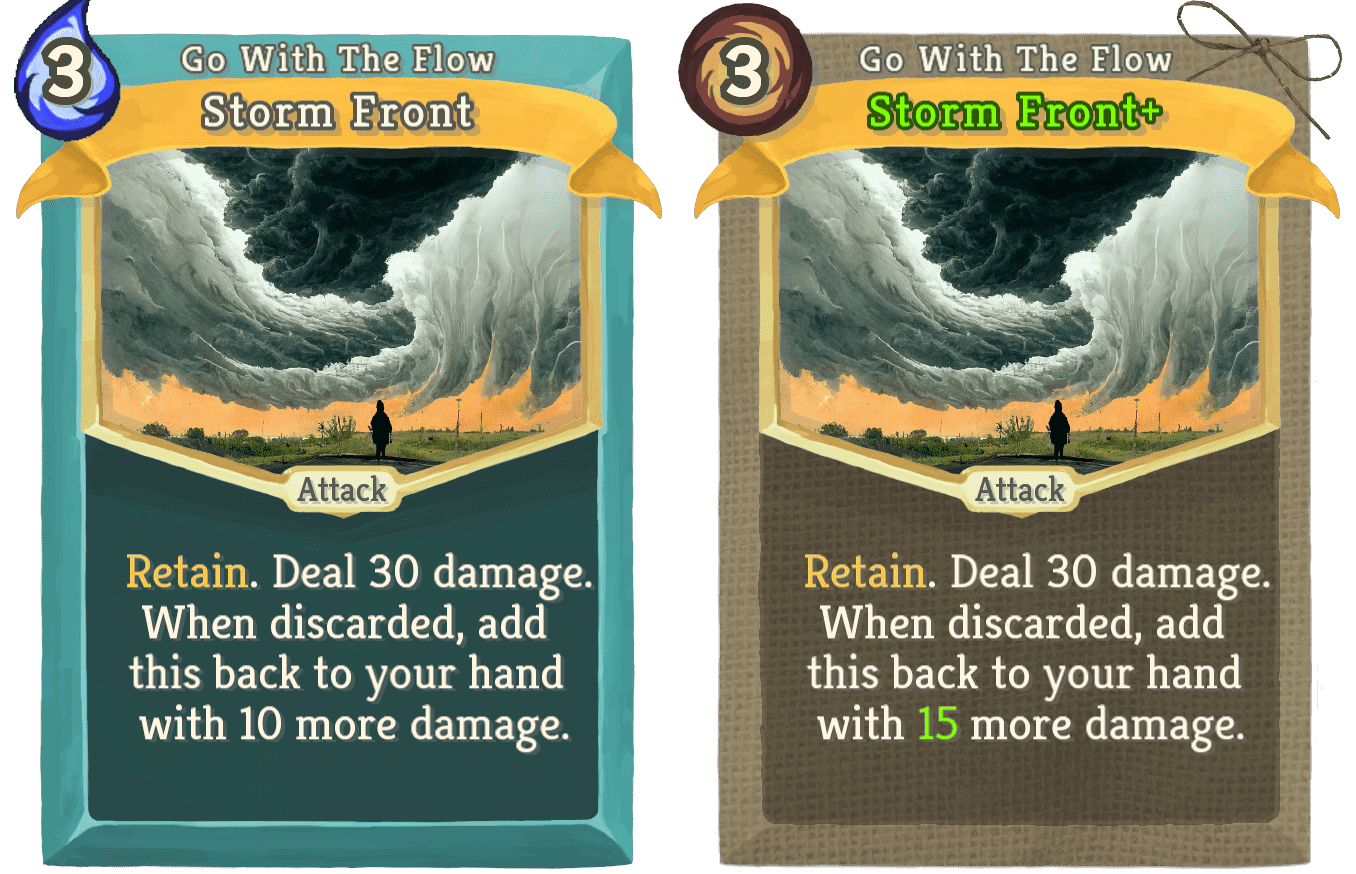 3
Go With The Flow
Storm Front
Attack
Retain. Deal 30 damage.
When discarded, add
this back to your hand
with 10 more damage.
3
Go With The Flow
Storm Front+
Attack
Retain. Deal 30 damage.
When discarded, add
this back to your hand
with 15 more damage.